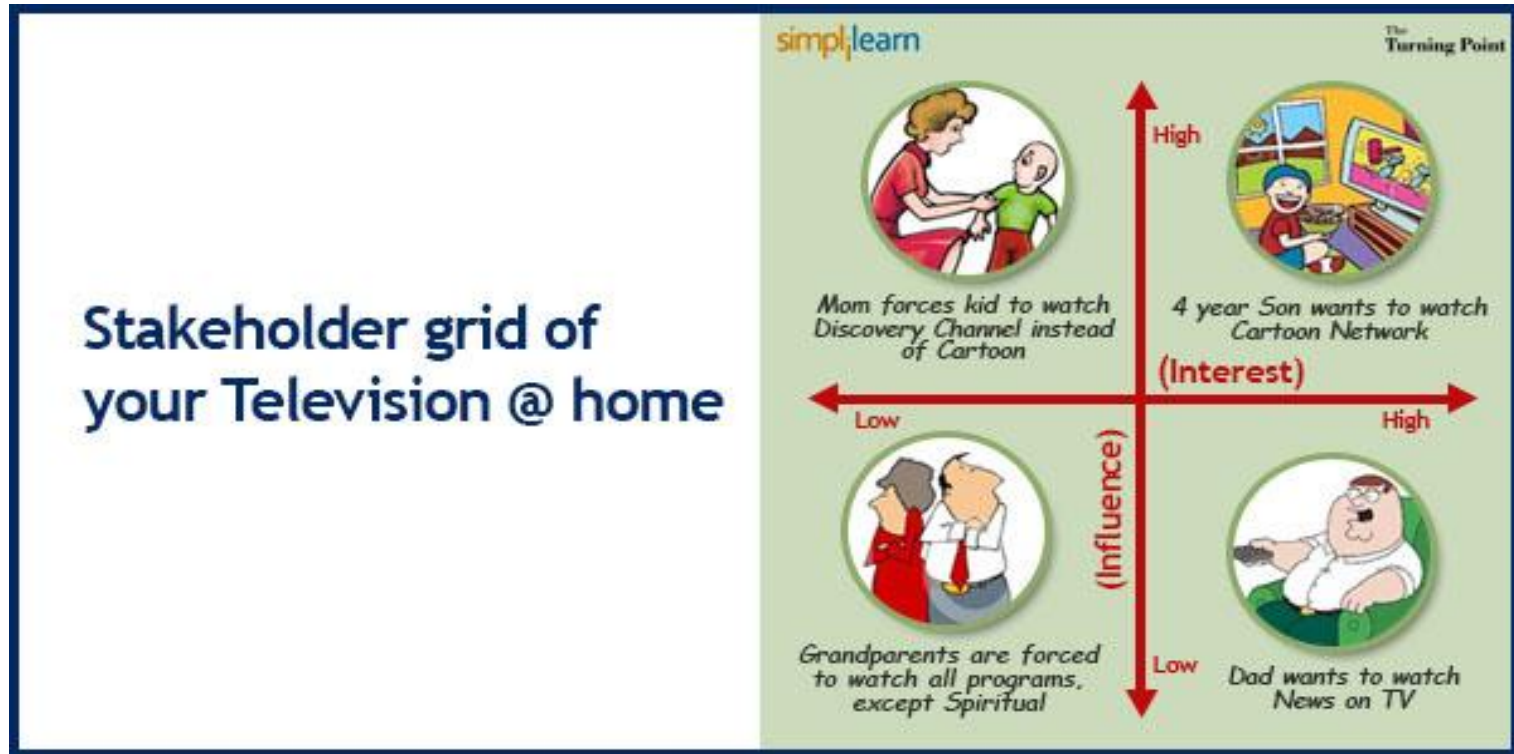 Stakeholder grid of
your Television @ home
simplilearn
The
Turning Point
High
Mom forces kid to watch
Discovery Channel instead
of Cartoon
4 year Son wants to watch
Cartoon Network
(Interest)
Low
High
(Influence)
Grandparents are forced
to watch all programs,
except Spiritual
Low
Dad wants to watch
News on TV